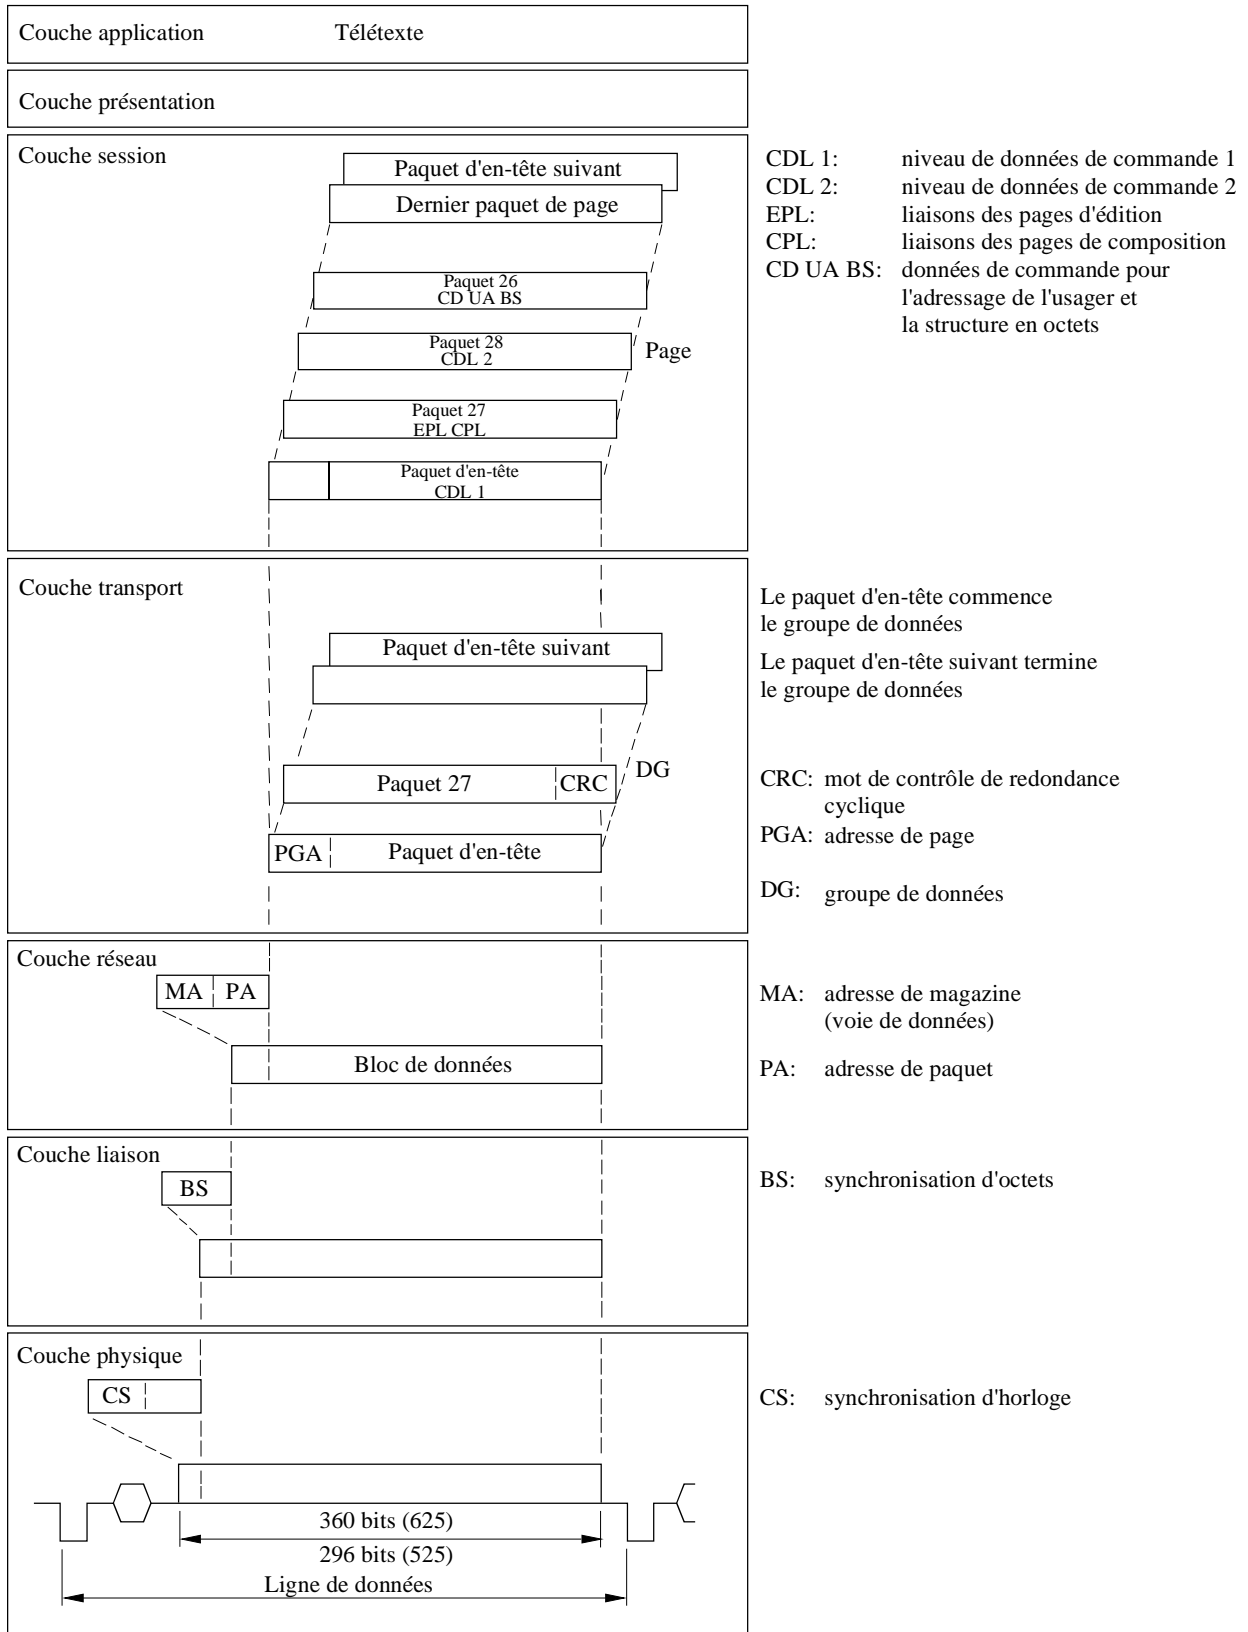 Couche application Télétexte
Couche présentation
Couche session
Paquet d'en-tête suivant
Dernier paquet de page
Paquet 26
CD UA BS
Paquet 28
CDL 2
Page
Paquet 27
EPL CPL
Paquet d'en-tête
CDL 1
CDL 1: niveau de données de commande 1
CDL 2: niveau de données de commande 2
EPL: liaisons des pages d'édition
CPL: liaisons des pages de composition
CD UA BS: données de commande pour
l'adressage de l'usager et
la structure en octets
Couche transport
Paquet d'en-tête suivant
Paquet 27 CRC
DG
PGA Paquet d'en-tête
Le paquet d'en-tête commence
le groupe de données
Le paquet d'en-tête suivant termine
le groupe de données
CRC: mot de contrôle de redondance
cyclique
PGA: adresse de page
DG: groupe de données
Couche réseau
MA PA
Bloc de données
MA: adresse de magazine
(voie de données)
PA: adresse de paquet
Couche liaison
BS
BS: synchronisation d'octets
Couche physique
CS
CS: synchronisation d'horloge
360 bits (625)
296 bits (525)
Ligne de données